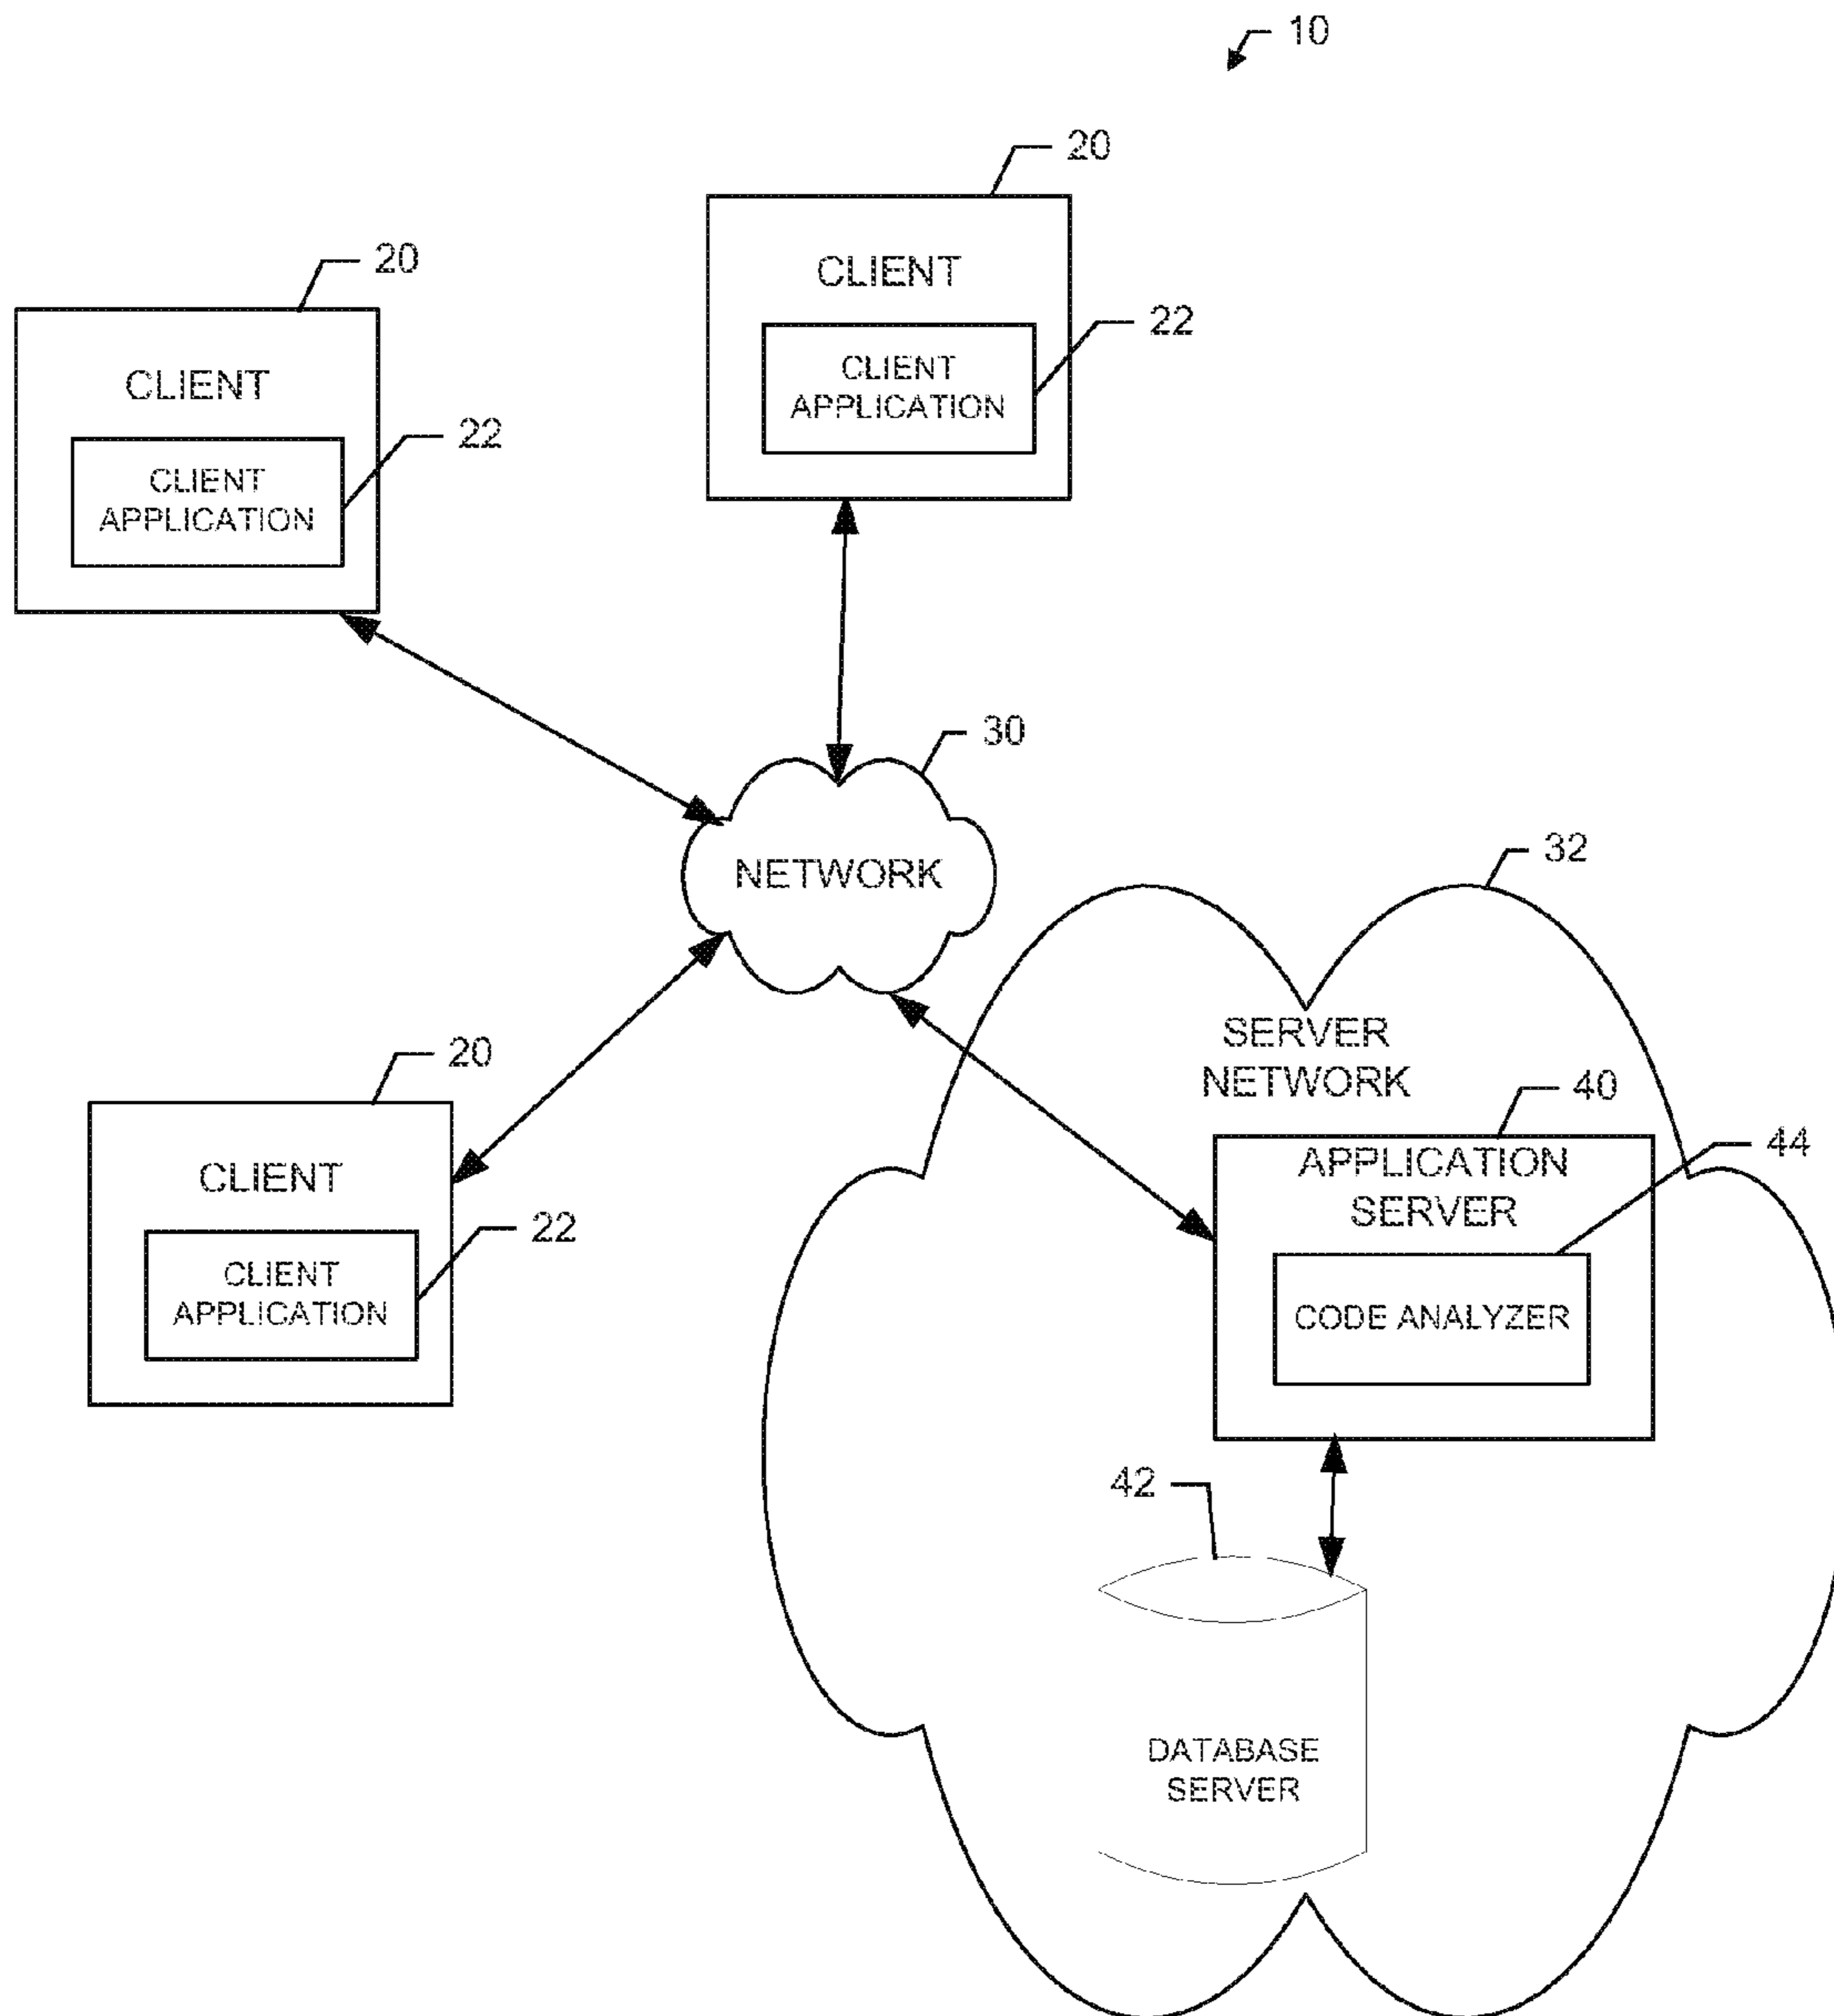 10
20
CLIENT
22
CLIENT
APPLICATION
20
CLIENT
22
CLIENT
APPLICATION
30
NETWORK
32
SERVER
NETWORK
20
CLIENT
22
CLIENT
APPLICATION
40
APPLICATION
SERVER
44
CODE ANALYZER
42
DATABASE
SERVER